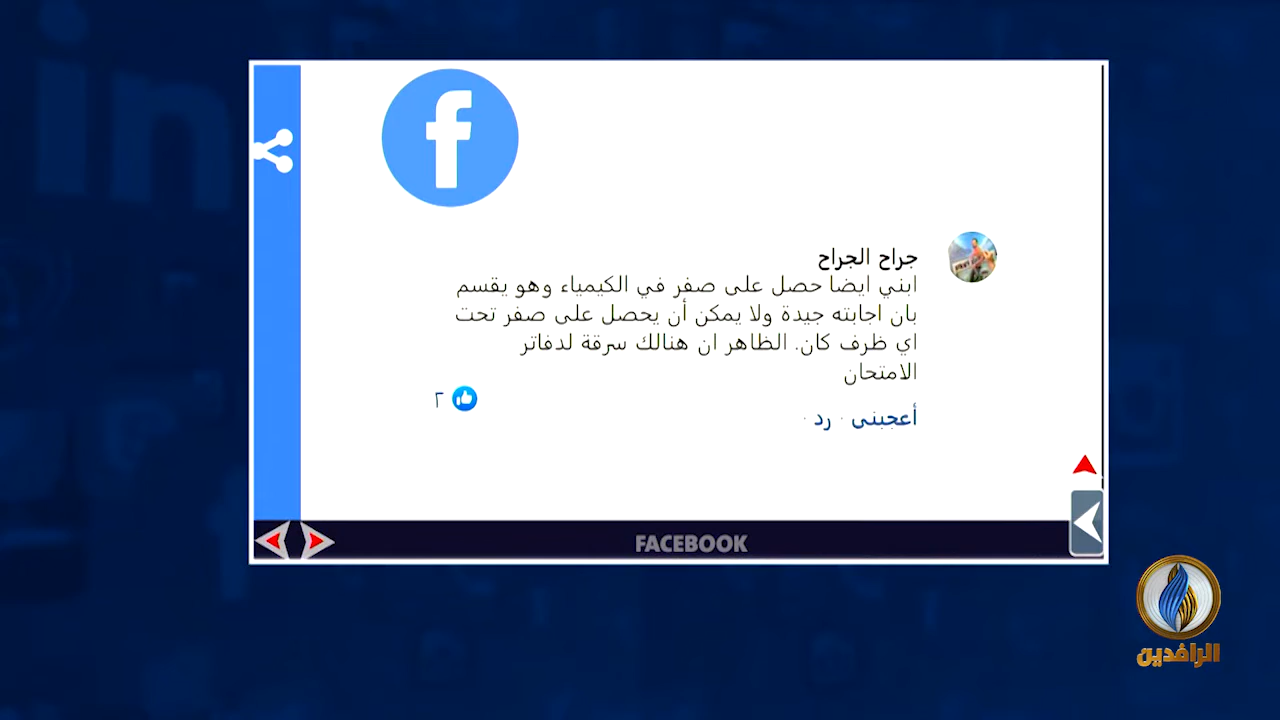 جراح الجراح
ابني ايضا حصل على صفر في الكيمياء وهو يقسم
بان اجابته جيدة ولا يمكن أن يحصل على صفر تحت
اي ظرف كان. الظاهر ان هنالك سرقة لدفاتر
الامتحان
٢
أعجبنى · رد ·
FACEBOOK
الرافدين